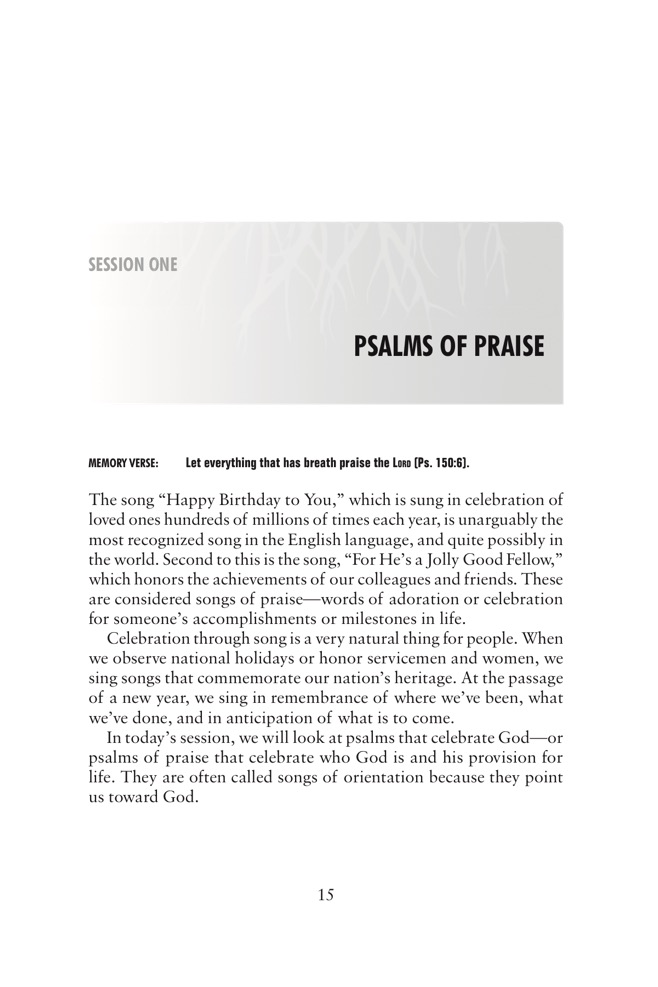 SESSION ONE
PSALMS OF PRAISE
MEMORY VERSE: Let everything that has breath praise the LORD (Ps. 150:6).
The song “Happy Birthday to You,” which is sung in celebration of
loved ones hundreds of millions of times each year, is unarguably the
most recognized song in the English language, and quite possibly in
the world. Second to this is the song, “For He’s a Jolly Good Fellow,”
which honors the achievements of our colleagues and friends. These
are considered songs of praise—words of adoration or celebration
for someone’s accomplishments or milestones in life.
Celebration through song is a very natural thing for people. When
we observe national holidays or honor servicemen and women, we
sing songs that commemorate our nation’s heritage. At the passage
of a new year, we sing in remembrance of where we’ve been, what
we’ve done, and in anticipation of what is to come.
In today’s session, we will look at psalms that celebrate God—or
psalms of praise that celebrate who God is and his provision for
life. They are often called songs of orientation because they point
us toward God.
15